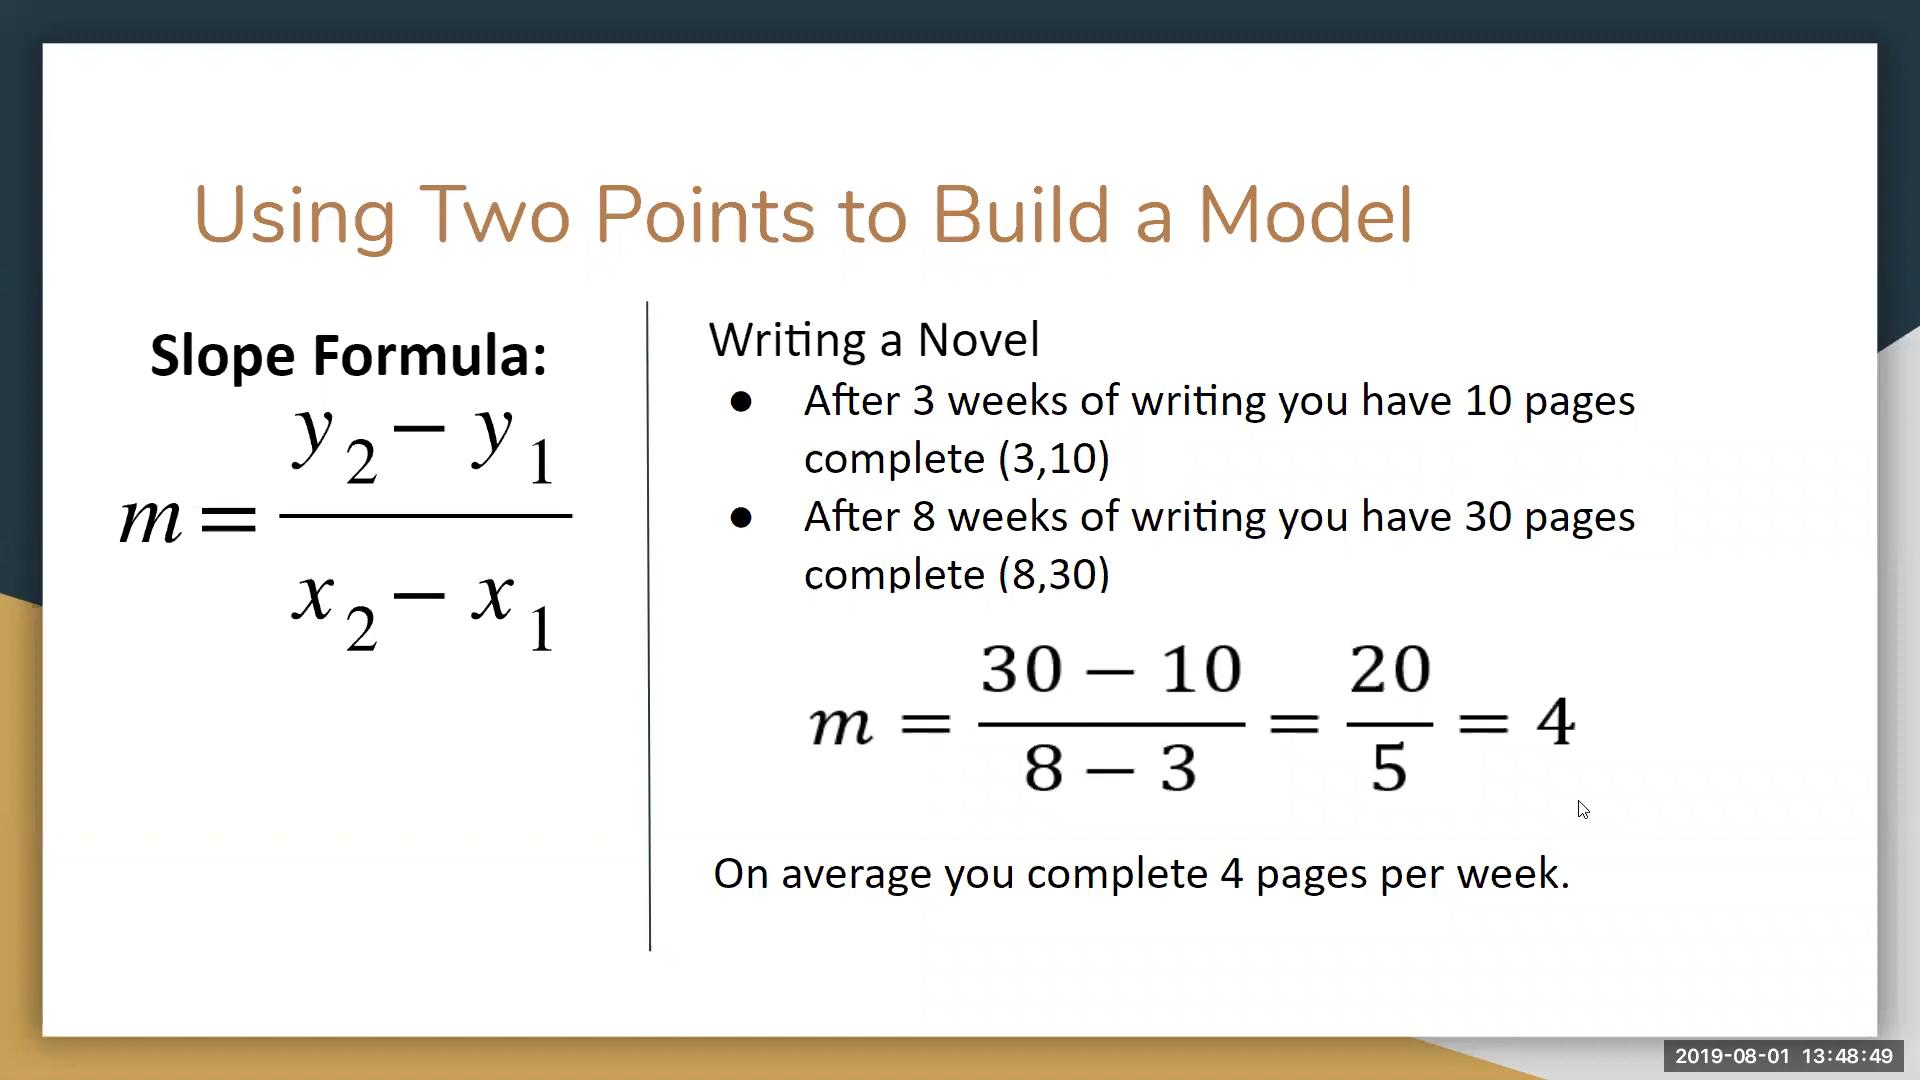 Using Two Points to Build a Model
Slope Formula:
m = (y₂ − y₁) / (x₂ − x₁)
Writing a Novel
● After 3 weeks of writing you have 10 pages
complete (3,10)
● After 8 weeks of writing you have 30 pages
complete (8,30)
m = (30 − 10) / (8 − 3) = 20/5 = 4
On average you complete 4 pages per week.
2019-08-01 13:48:49